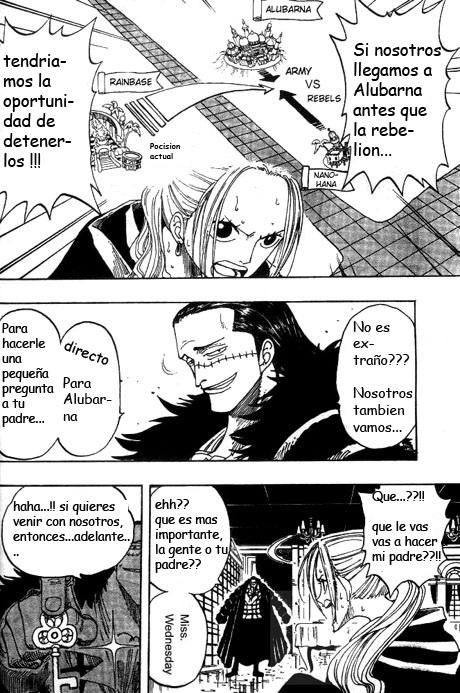 ALUBARNA
Si nosotros
llegamos a
Alubarna
antes que
la rebe-
lion...
ARMY
VS
REBELS
RAINBASE
NANO-
HANA
Pocision
actual
tendria-
mos la
oportuni-
dad de
detener-
los !!!
No es
ex-
traño???
Nosotros
tambien
vamos...
directo
Para
Alubar-
na
Para
hacerle
una
pequeña
pregunta
a tu
padre...
Que...??!!
que le vas
vas a hacer
mi padre??!!
ehh??
que es mas
importante,
la gente o tu
padre??
Miss.
Wednesday
haha...!! si quieres
venir con nosotros,
entonces...adelante..
..